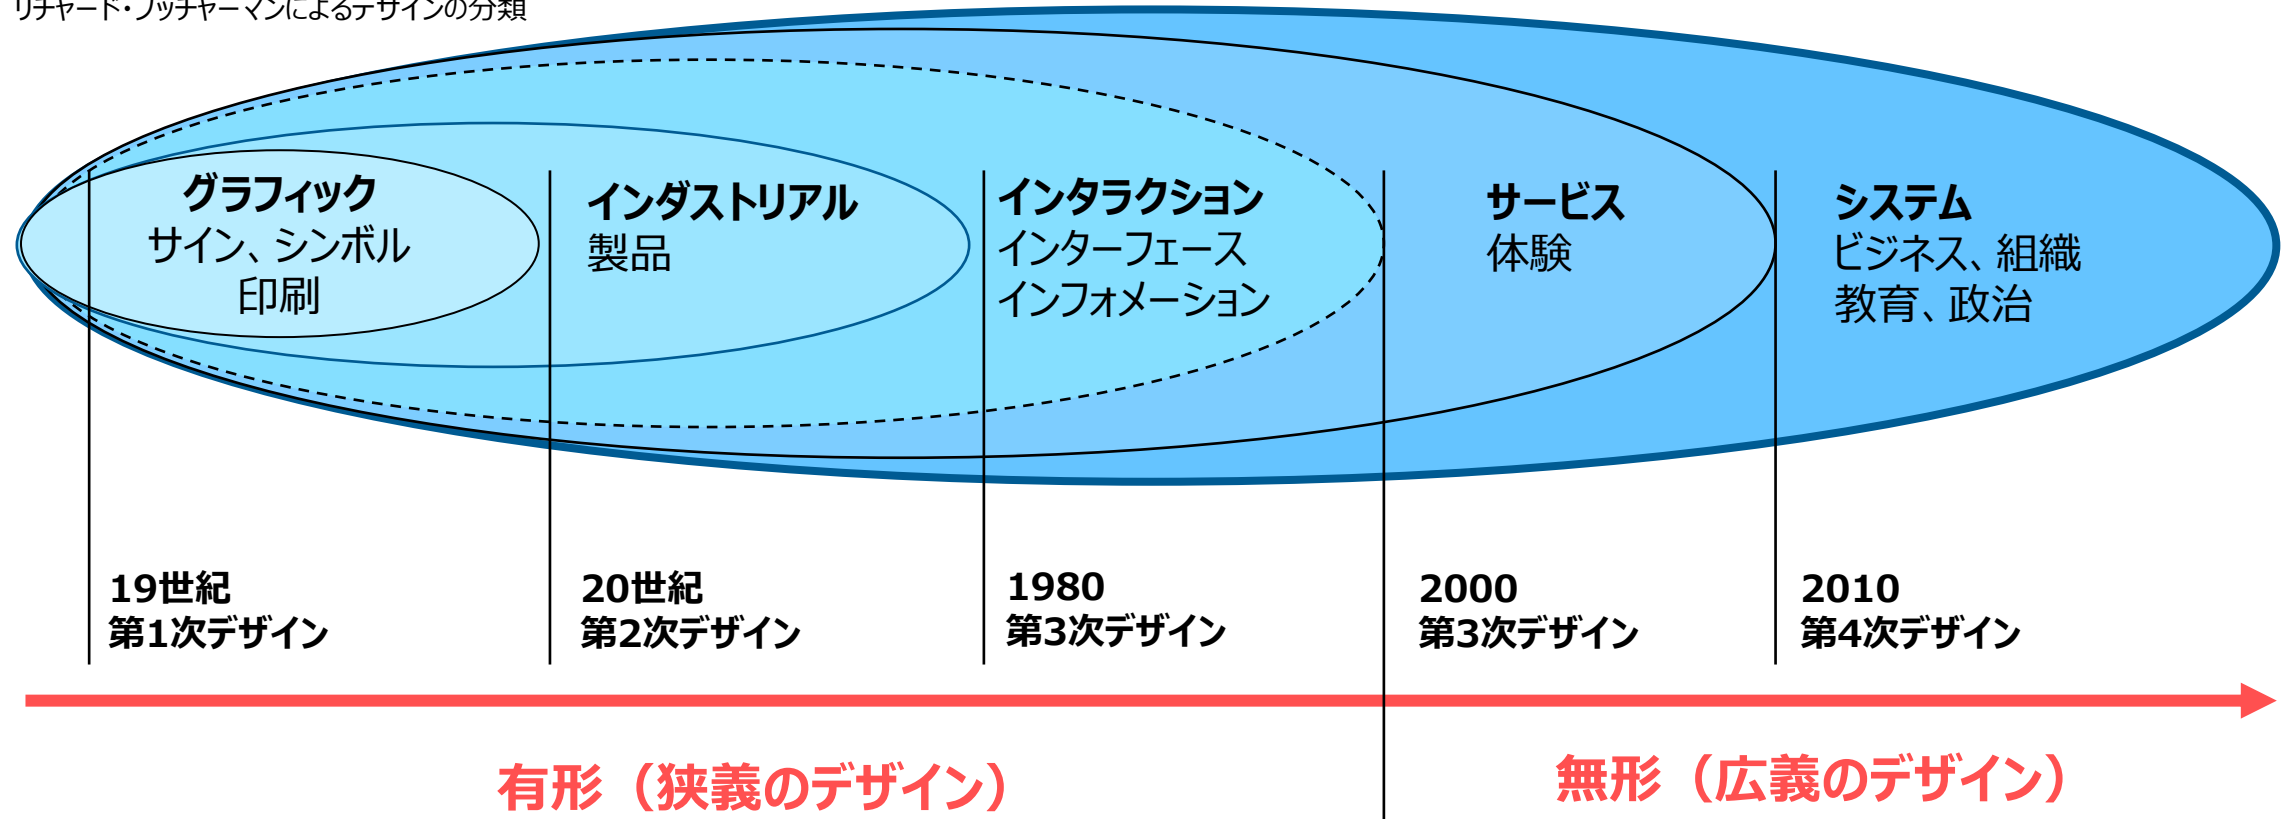 リチャード・ブッチャーマンによるデザインの分類
グラフィック
サイン、シンボル
印刷
インダストリアル
製品
インタラクション
インターフェース
インフォメーション
サービス
体験
システム
ビジネス、組織
教育、政治
19世紀
第1次デザイン
20世紀
第2次デザイン
1980
第3次デザイン
2000
第3次デザイン
2010
第4次デザイン
有形（狭義のデザイン）
無形（広義のデザイン）